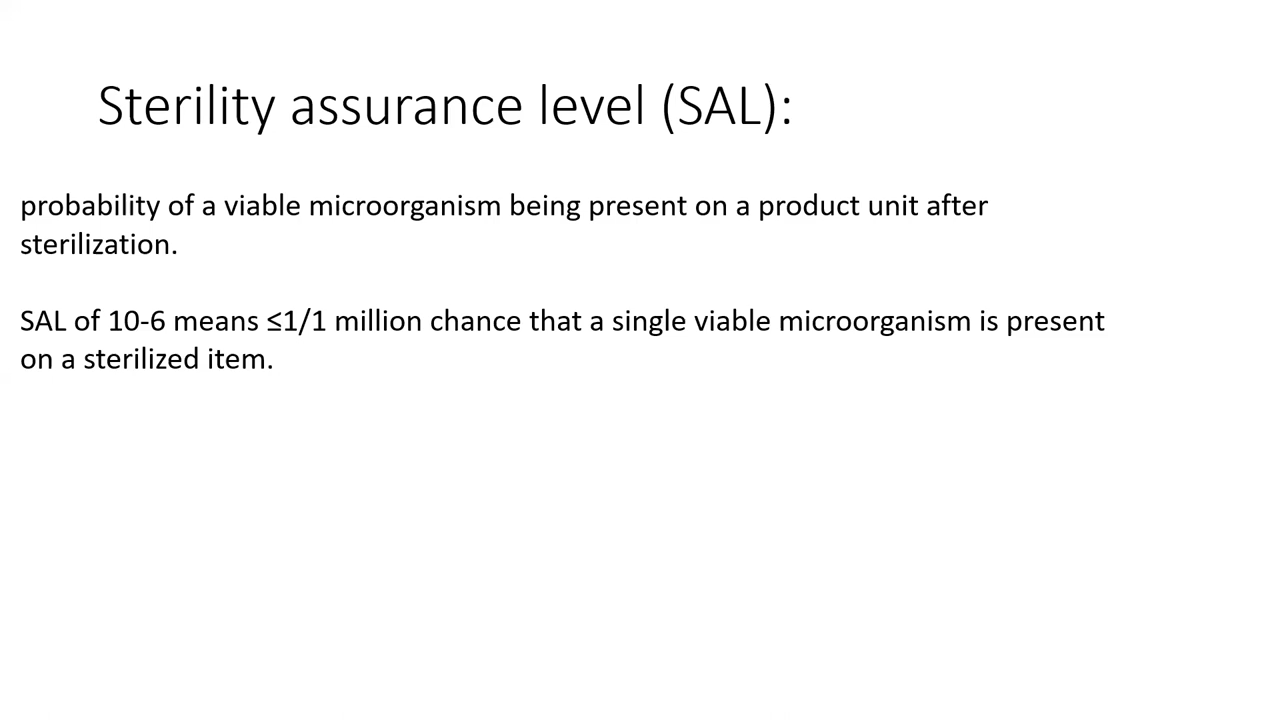 Sterility assurance level (SAL):
probability of a viable microorganism being present on a product unit after
sterilization.
SAL of 10-6 means ≤1/1 million chance that a single viable microorganism is present
on a sterilized item.